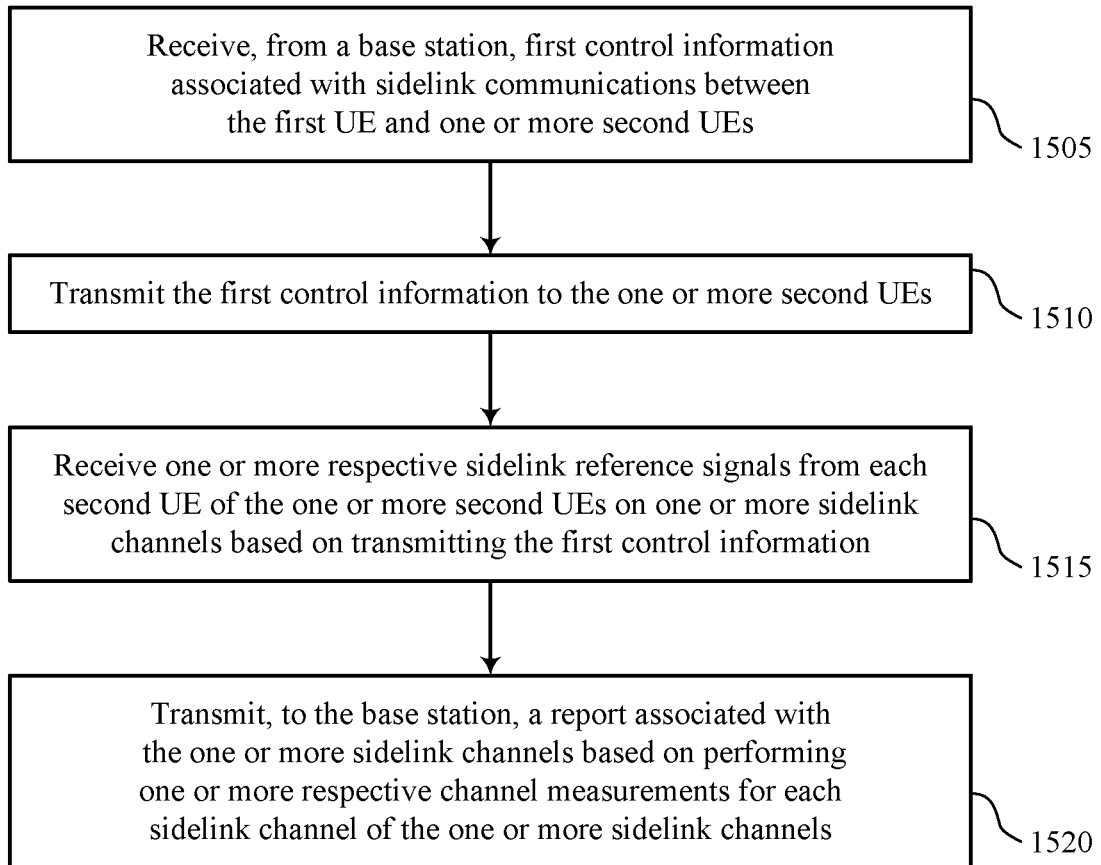 Receive, from a base station, first control information
associated with sidelink communications between
the first UE and one or more second UEs
1505
Transmit the first control information to the one or more second UEs
1510
Receive one or more respective sidelink reference signals from each
second UE of the one or more second UEs on one or more sidelink
channels based on transmitting the first control information
1515
Transmit, to the base station, a report associated with
the one or more sidelink channels based on performing
one or more respective channel measurements for each
sidelink channel of the one or more sidelink channels
1520